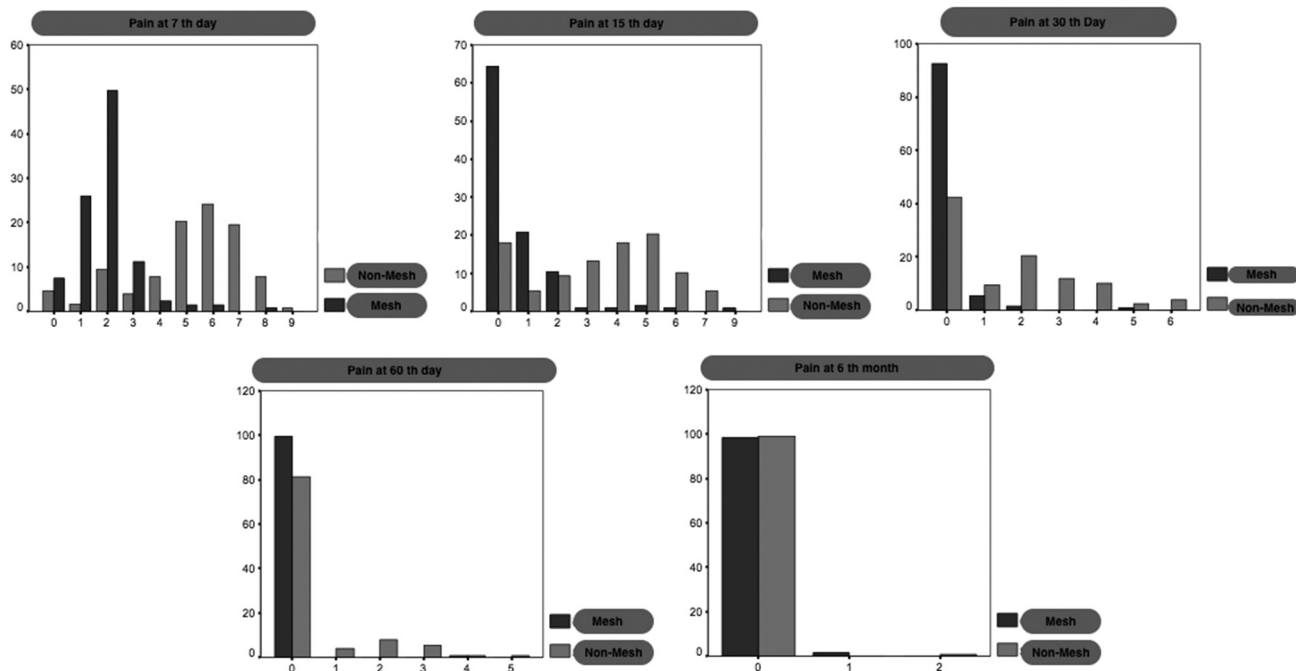 Pain at 7 th day
60
50
40
30
20
10
0
0 1 2 3 4 5 6 7 8 9
Non-Mesh
Mesh
Pain at 15 th day
70
60
50
40
30
20
10
0
0 1 2 3 4 5 6 7 9
Mesh
Non-Mesh
Pain at 30 th Day
100
80
60
40
20
0
0 1 2 3 4 5 6
Mesh
Non-Mesh
Pain at 60 th day
120
100
80
60
40
20
0
0 1 2 3 4 5
Mesh
Non-Mesh
Pain at 6 th month
120
100
80
60
40
20
0
0 1 2
Mesh
Non-Mesh